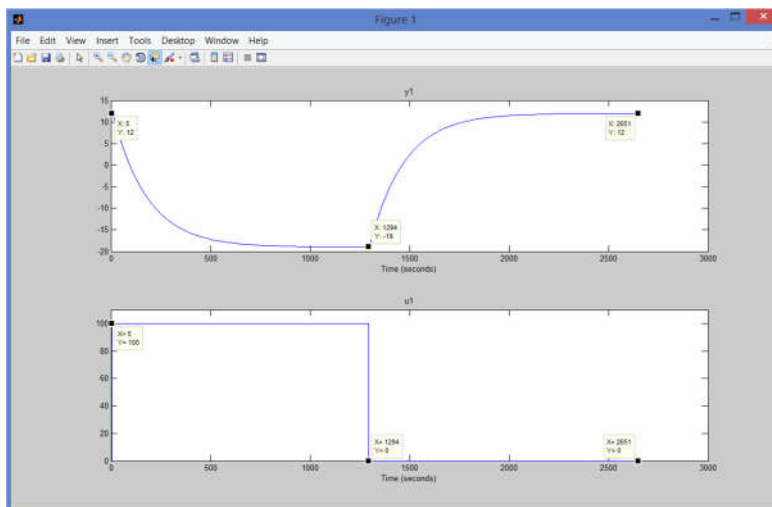 Figure 1
File Edit View Insert Tools Desktop Window Help
y1
15
10
5
0
-5
-10
-15
-20
X: 5
Y: 12
X: 1294
Y: -19
X: 2651
Y: 12
0 500 1000 1500 2000 2500 3000
Time (seconds)
u1
100
80
60
40
20
0
X= 5
Y= 100
X= 1294
Y= 0
X= 2651
Y= 0
0 500 1000 1500 2000 2500 3000
Time (seconds)